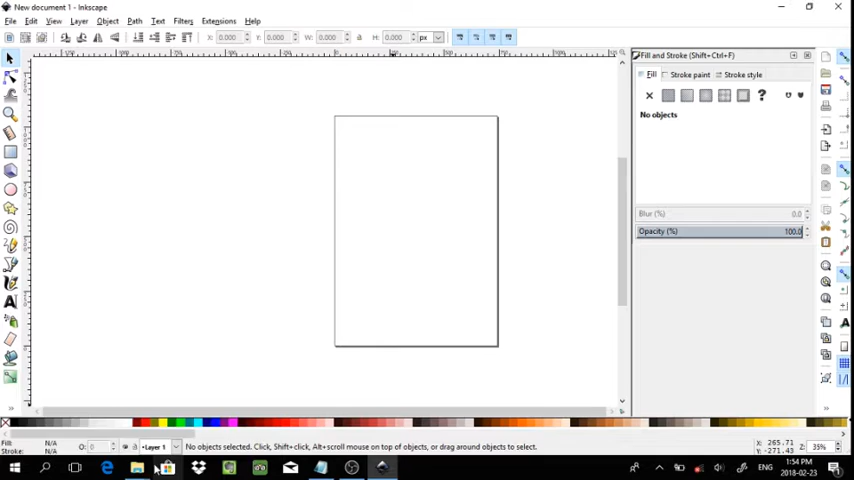 New document 1 - Inkscape
File Edit View Layer Object Path Text Filters Extensions Help
X: 0.000 Y: 0.000 W: 0.000 H: 0.000 px
Fill and Stroke (Shift+Ctrl+F)
Fill Stroke paint Stroke style
No objects
Blur (%) 0.0
Opacity (%) 100.0
Fill: N/A
Stroke: N/A
O: 0
Layer 1
No objects selected. Click, Shift+click, Alt+scroll mouse on top of objects, or drag around objects to select.
X: 265.71
Y: -271.43
Z: 35%
ENG
1:54 PM
2018-02-23